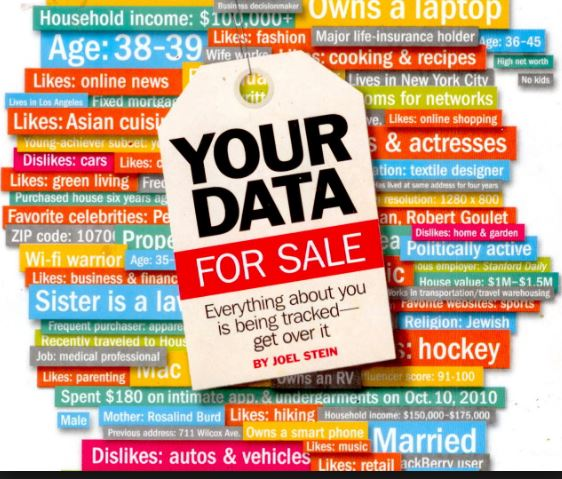 Business decisionmaker
Owns a laptop
Household income: $100,000+
Likes: fashion
Major life-insurance holder
Age: 38-39
Age: 36-45
Wife works
: cooking & recipes
High net worth
Likes: online news
Lives in New York City
No kids
Lives in Los Angeles
Fixed mortgag
oms for networks
Likes: Asian cuisin
Likes: online shopping
Young-achiever subset: y
s & actresses
Dislikes: cars
Likes: c
ation: textile designer
Likes: green living
Has lived at same address for four years
Purchased house six years ag
resolution: 1280 x 800
Favorite celebrities: Pe
an, Robert Goulet
Dislikes: home & garden
ZIP code: 1070
Prope
Politically active
Wi-fi warrior
Age: 35-
ous employer: Stanford Daily
Likes: business & financ
House value: $1M–$1.5M
Works in transportation/travel warehousing
Sister is a la
Favorite websites: sports
Frequent purchaser: appare
Religion: Jewish
Recently traveled to Hous
: hockey
Job: medical professional
Mac
Likes: parenting
Owns an RV
fluencer score: 91-100
Spent $180 on intimate app. & undergarments on Oct. 10, 2010
Male
Mother: Rosalind Burd
Likes: hiking
Household income: $150,000-$175,000
Previous address: 711 Wilcox Ave.
Owns a smart phone
Married
Likes: music
Dislikes: autos & vehicles
Likes: retail
ackBerry user
YOUR
DATA
FOR SALE
Everything about you
is being tracked—
get over it
BY JOEL STEIN